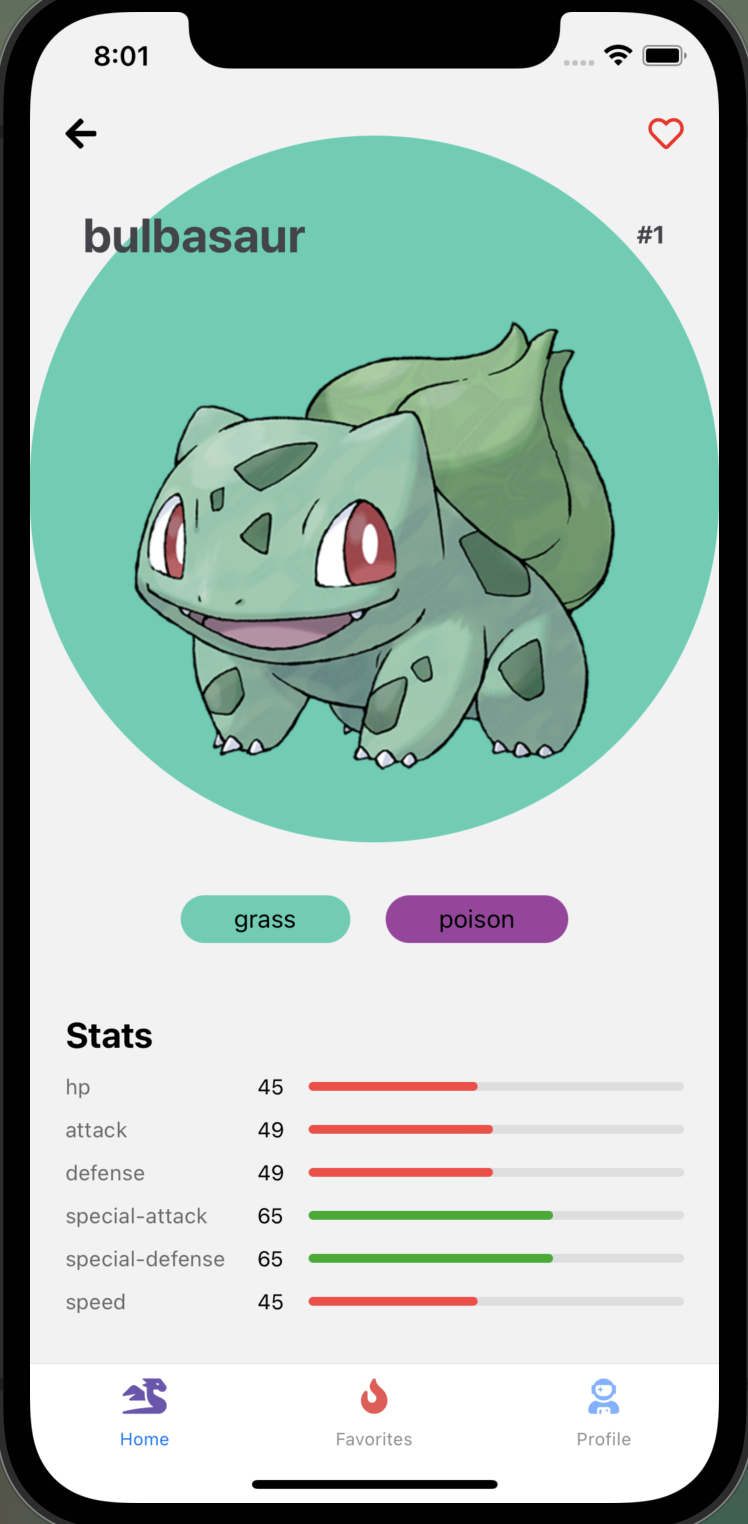 8:01
bulbasaur #1
grass poison
Stats
hp 45
attack 49
defense 49
special-attack 65
special-defense 65
speed 45
Home Favorites Profile